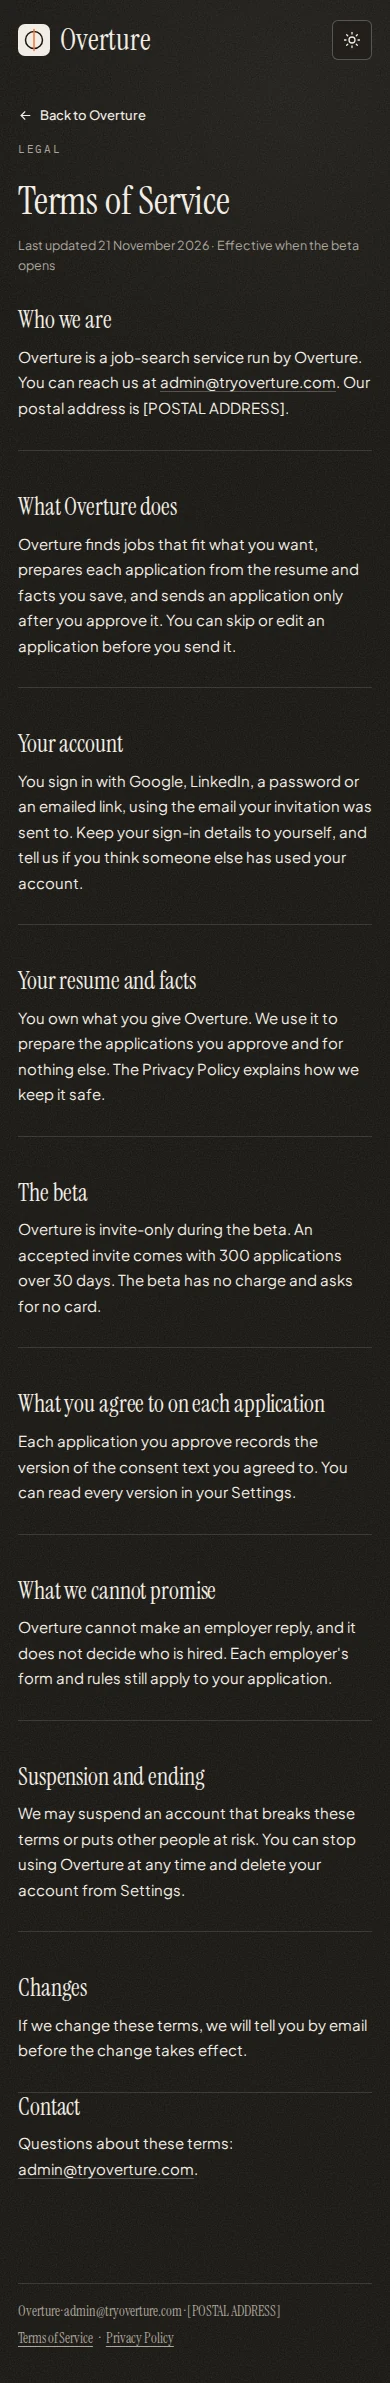 Overture
← Back to Overture
LEGAL
Terms of Service
Last updated 21 November 2026 · Effective when the beta
opens
Who we are
Overture is a job-search service run by Overture.
You can reach us at admin@tryoverture.com. Our
postal address is [POSTAL ADDRESS].
What Overture does
Overture finds jobs that fit what you want,
prepares each application from the resume and
facts you save, and sends an application only
after you approve it. You can skip or edit an
application before you send it.
Your account
You sign in with Google, LinkedIn, a password or
an emailed link, using the email your invitation was
sent to. Keep your sign-in details to yourself, and
tell us if you think someone else has used your
account.
Your resume and facts
You own what you give Overture. We use it to
prepare the applications you approve and for
nothing else. The Privacy Policy explains how we
keep it safe.
The beta
Overture is invite-only during the beta. An
accepted invite comes with 300 applications
over 30 days. The beta has no charge and asks
for no card.
What you agree to on each application
Each application you approve records the
version of the consent text you agreed to. You
can read every version in your Settings.
What we cannot promise
Overture cannot make an employer reply, and it
does not decide who is hired. Each employer's
form and rules still apply to your application.
Suspension and ending
We may suspend an account that breaks these
terms or puts other people at risk. You can stop
using Overture at any time and delete your
account from Settings.
Changes
If we change these terms, we will tell you by email
before the change takes effect.
Contact
Questions about these terms:
admin@tryoverture.com.
Overture · admin@tryoverture.com · [POSTAL ADDRESS]
Terms of Service · Privacy Policy